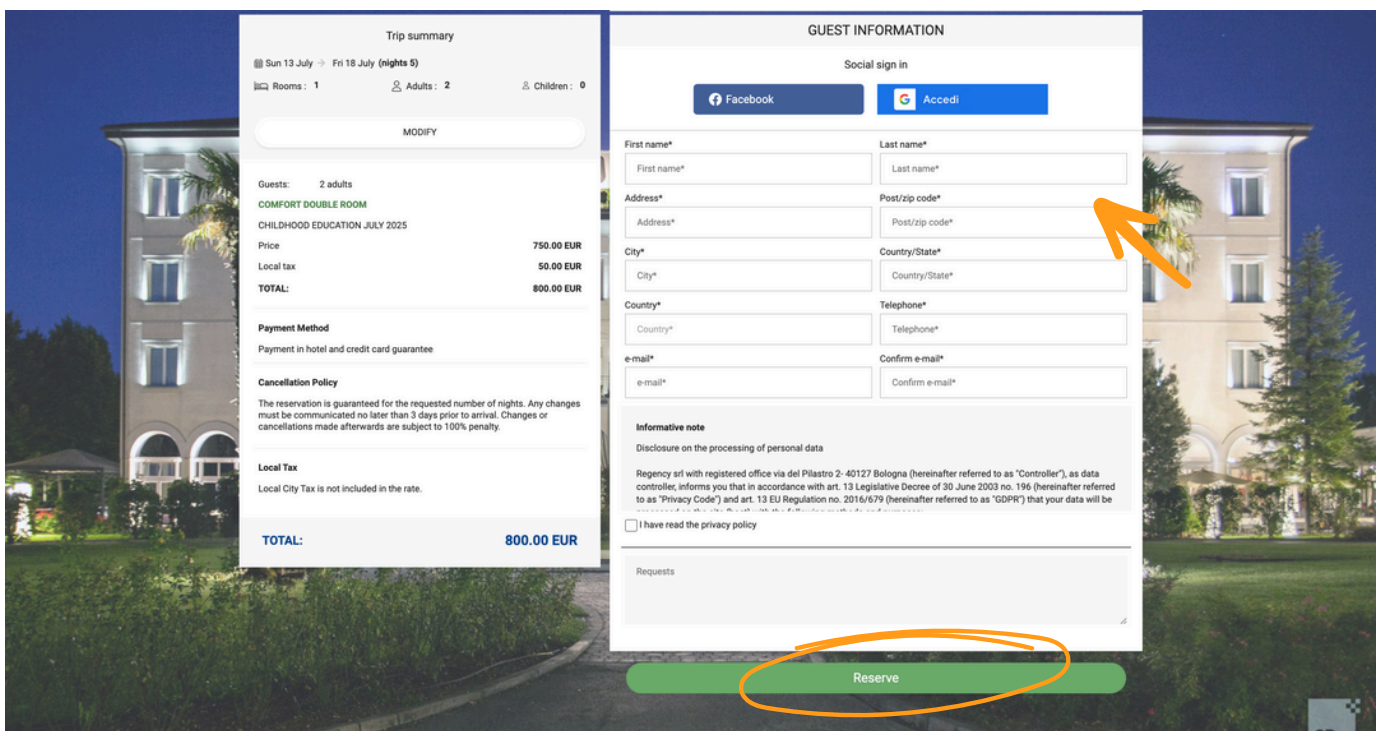 Trip summary
Sun 13 July → Fri 18 July (nights 5)
Rooms : 1 Adults : 2 Children : 0
MODIFY
Guests: 2 adults
COMFORT DOUBLE ROOM
CHILDHOOD EDUCATION JULY 2025
Price 750.00 EUR
Local tax 50.00 EUR
TOTAL: 800.00 EUR
Payment Method
Payment in hotel and credit card guarantee
Cancellation Policy
The reservation is guaranteed for the requested number of nights. Any changes
must be communicated no later than 3 days prior to arrival. Changes or
cancellations made afterwards are subject to 100% penalty.
Local Tax
Local City Tax is not included in the rate.
TOTAL: 800.00 EUR
GUEST INFORMATION
Social sign in
Facebook
G Accedi
First name* Last name*
First name* Last name*
Address* Post/zip code*
Address* Post/zip code*
City* Country/State*
City* Country/State*
Country* Telephone*
Country* Telephone*
e-mail* Confirm e-mail*
e-mail* Confirm e-mail*
Informative note
Disclosure on the processing of personal data
Regency srl with registered office via del Pilastro 2- 40127 Bologna (hereinafter referred to as "Controller"), as data
controller, informs you that in accordance with art. 13 Legislative Decree of 30 June 2003 no. 196 (hereinafter referred
to as "Privacy Code") and art. 13 EU Regulation no. 2016/679 (hereinafter referred to as "GDPR") that your data will be
I have read the privacy policy
Requests
Reserve